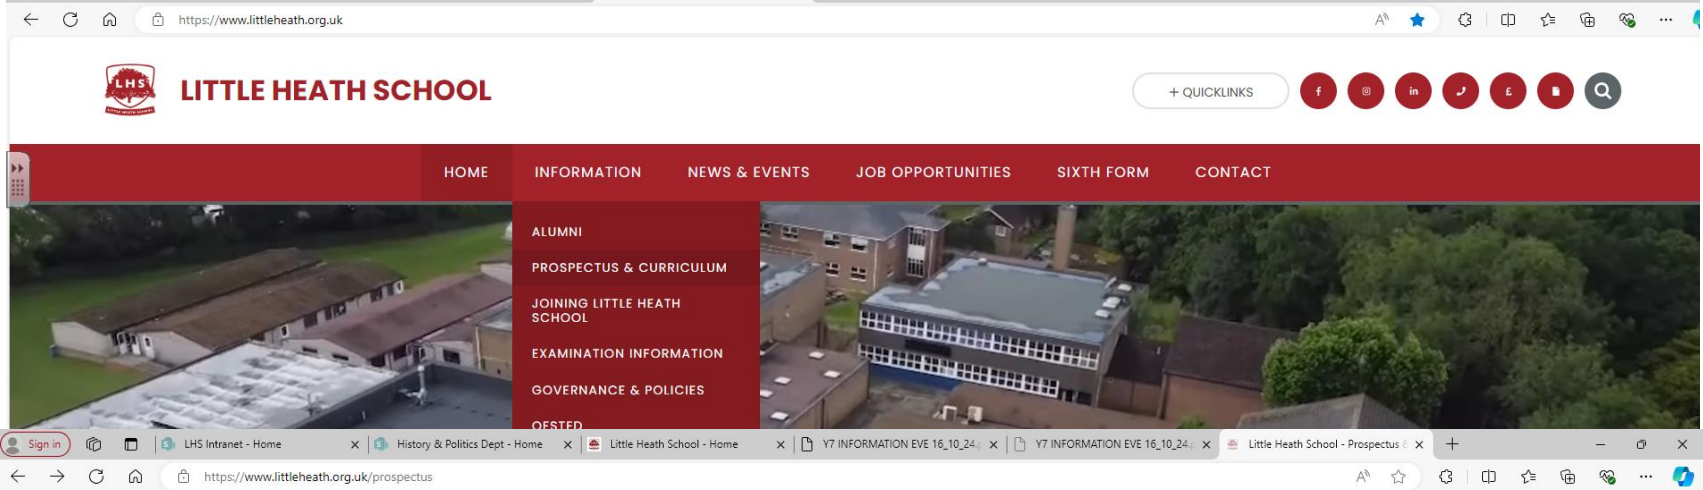 https://www.littleheath.org.uk
LHS
LITTLE HEATH SCHOOL
+ QUICKLINKS
HOME INFORMATION NEWS & EVENTS JOB OPPORTUNITIES SIXTH FORM CONTACT
ALUMNI
PROSPECTUS & CURRICULUM
JOINING LITTLE HEATH
SCHOOL
EXAMINATION INFORMATION
GOVERNANCE & POLICIES
OFSTED
Sign in LHS Intranet - Home History & Politics Dept - Home Little Heath School - Home Y7 INFORMATION EVE 16_10_24.p Y7 INFORMATION EVE 16_10_24.p Little Heath School - Prospectus &
https://www.littleheath.org.uk/prospectus